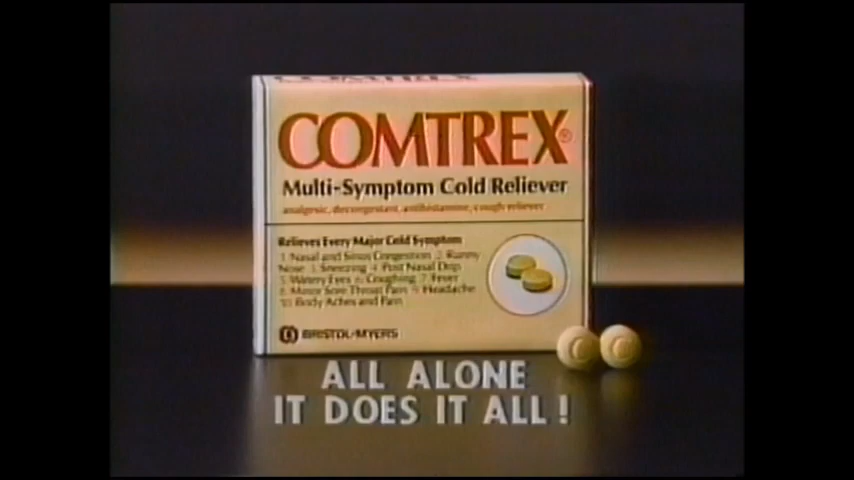 COMTREX®
Multi-Symptom Cold Reliever
analgesic, decongestant, antihistamine, cough reliever
Relieves Every Major Cold Symptom
1. Nasal and Sinus Congestion 2. Runny
Nose 3. Sneezing 4. Post Nasal Drip
5. Watery Eyes 6. Coughing 7. Fever
8. Minor Sore Throat Pain 9. Headache
10. Body Aches and Pain
BRISTOL-MYERS
ALL ALONE
IT DOES IT ALL!